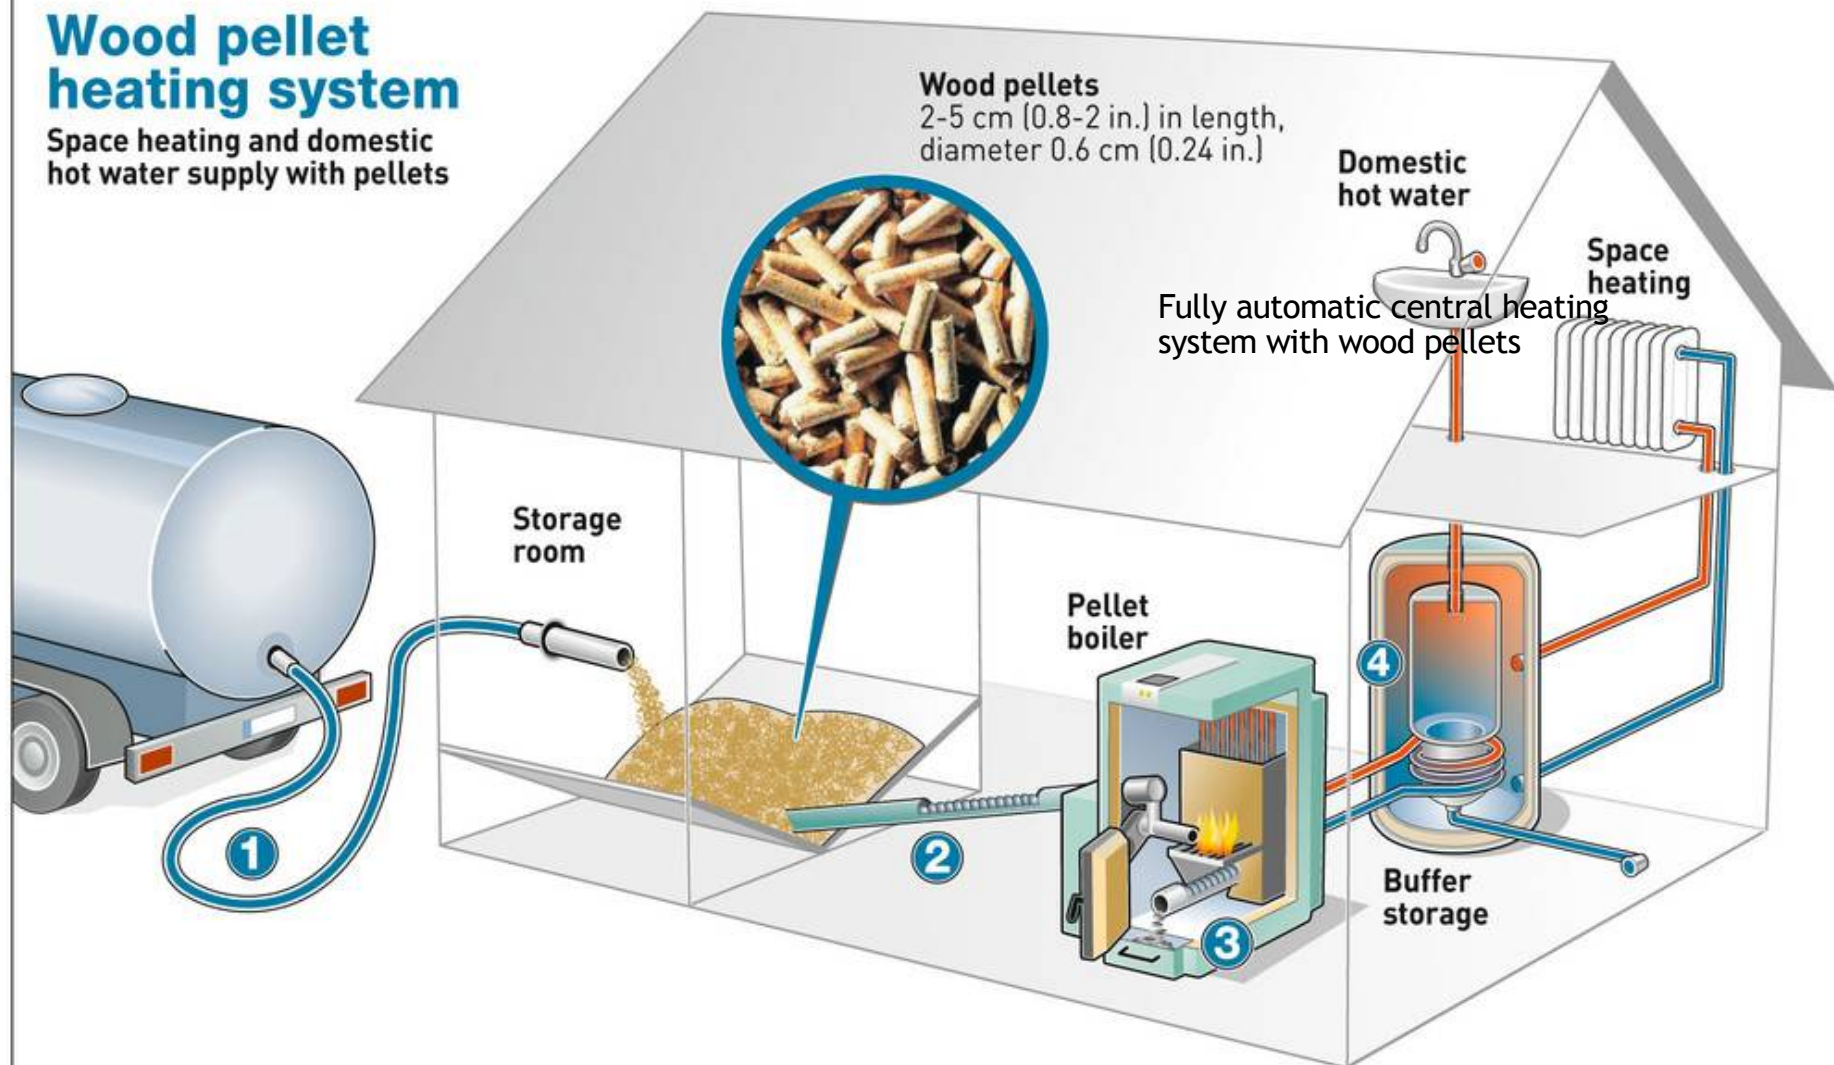 Wood pellet
heating system
Space heating and domestic
hot water supply with pellets
Wood pellets
2-5 cm (0.8-2 in.) in length,
diameter 0.6 cm (0.24 in.)
Domestic
hot water
Space
heating
Fully automatic central heating
system with wood pellets
Storage
room
Pellet
boiler
4
1
2
3
Buffer
storage